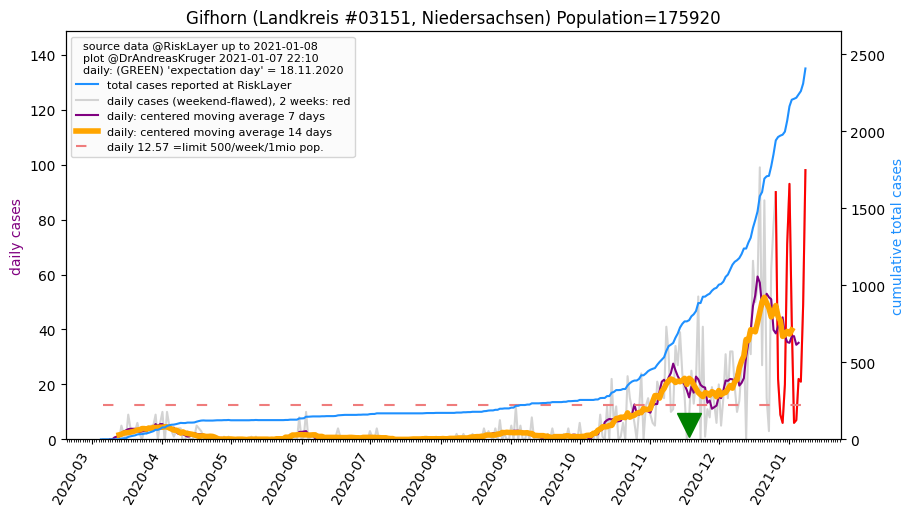 Gifhorn (Landkreis #03151, Niedersachsen) Population=175920
source data @RiskLayer up to 2021-01-08
plot @DrAndreasKruger 2021-01-07 22:10
daily: (GREEN) 'expectation day' = 18.11.2020
total cases reported at RiskLayer
daily cases (weekend-flawed), 2 weeks: red
daily: centered moving average 7 days
daily: centered moving average 14 days
daily 12.57 =limit 500/week/1mio pop.
daily cases
140
120
100
80
60
40
20
0
cumulative total cases
2500
2000
1500
1000
500
0
2020-03
2020-04
2020-05
2020-06
2020-07
2020-08
2020-09
2020-10
2020-11
2020-12
2021-01